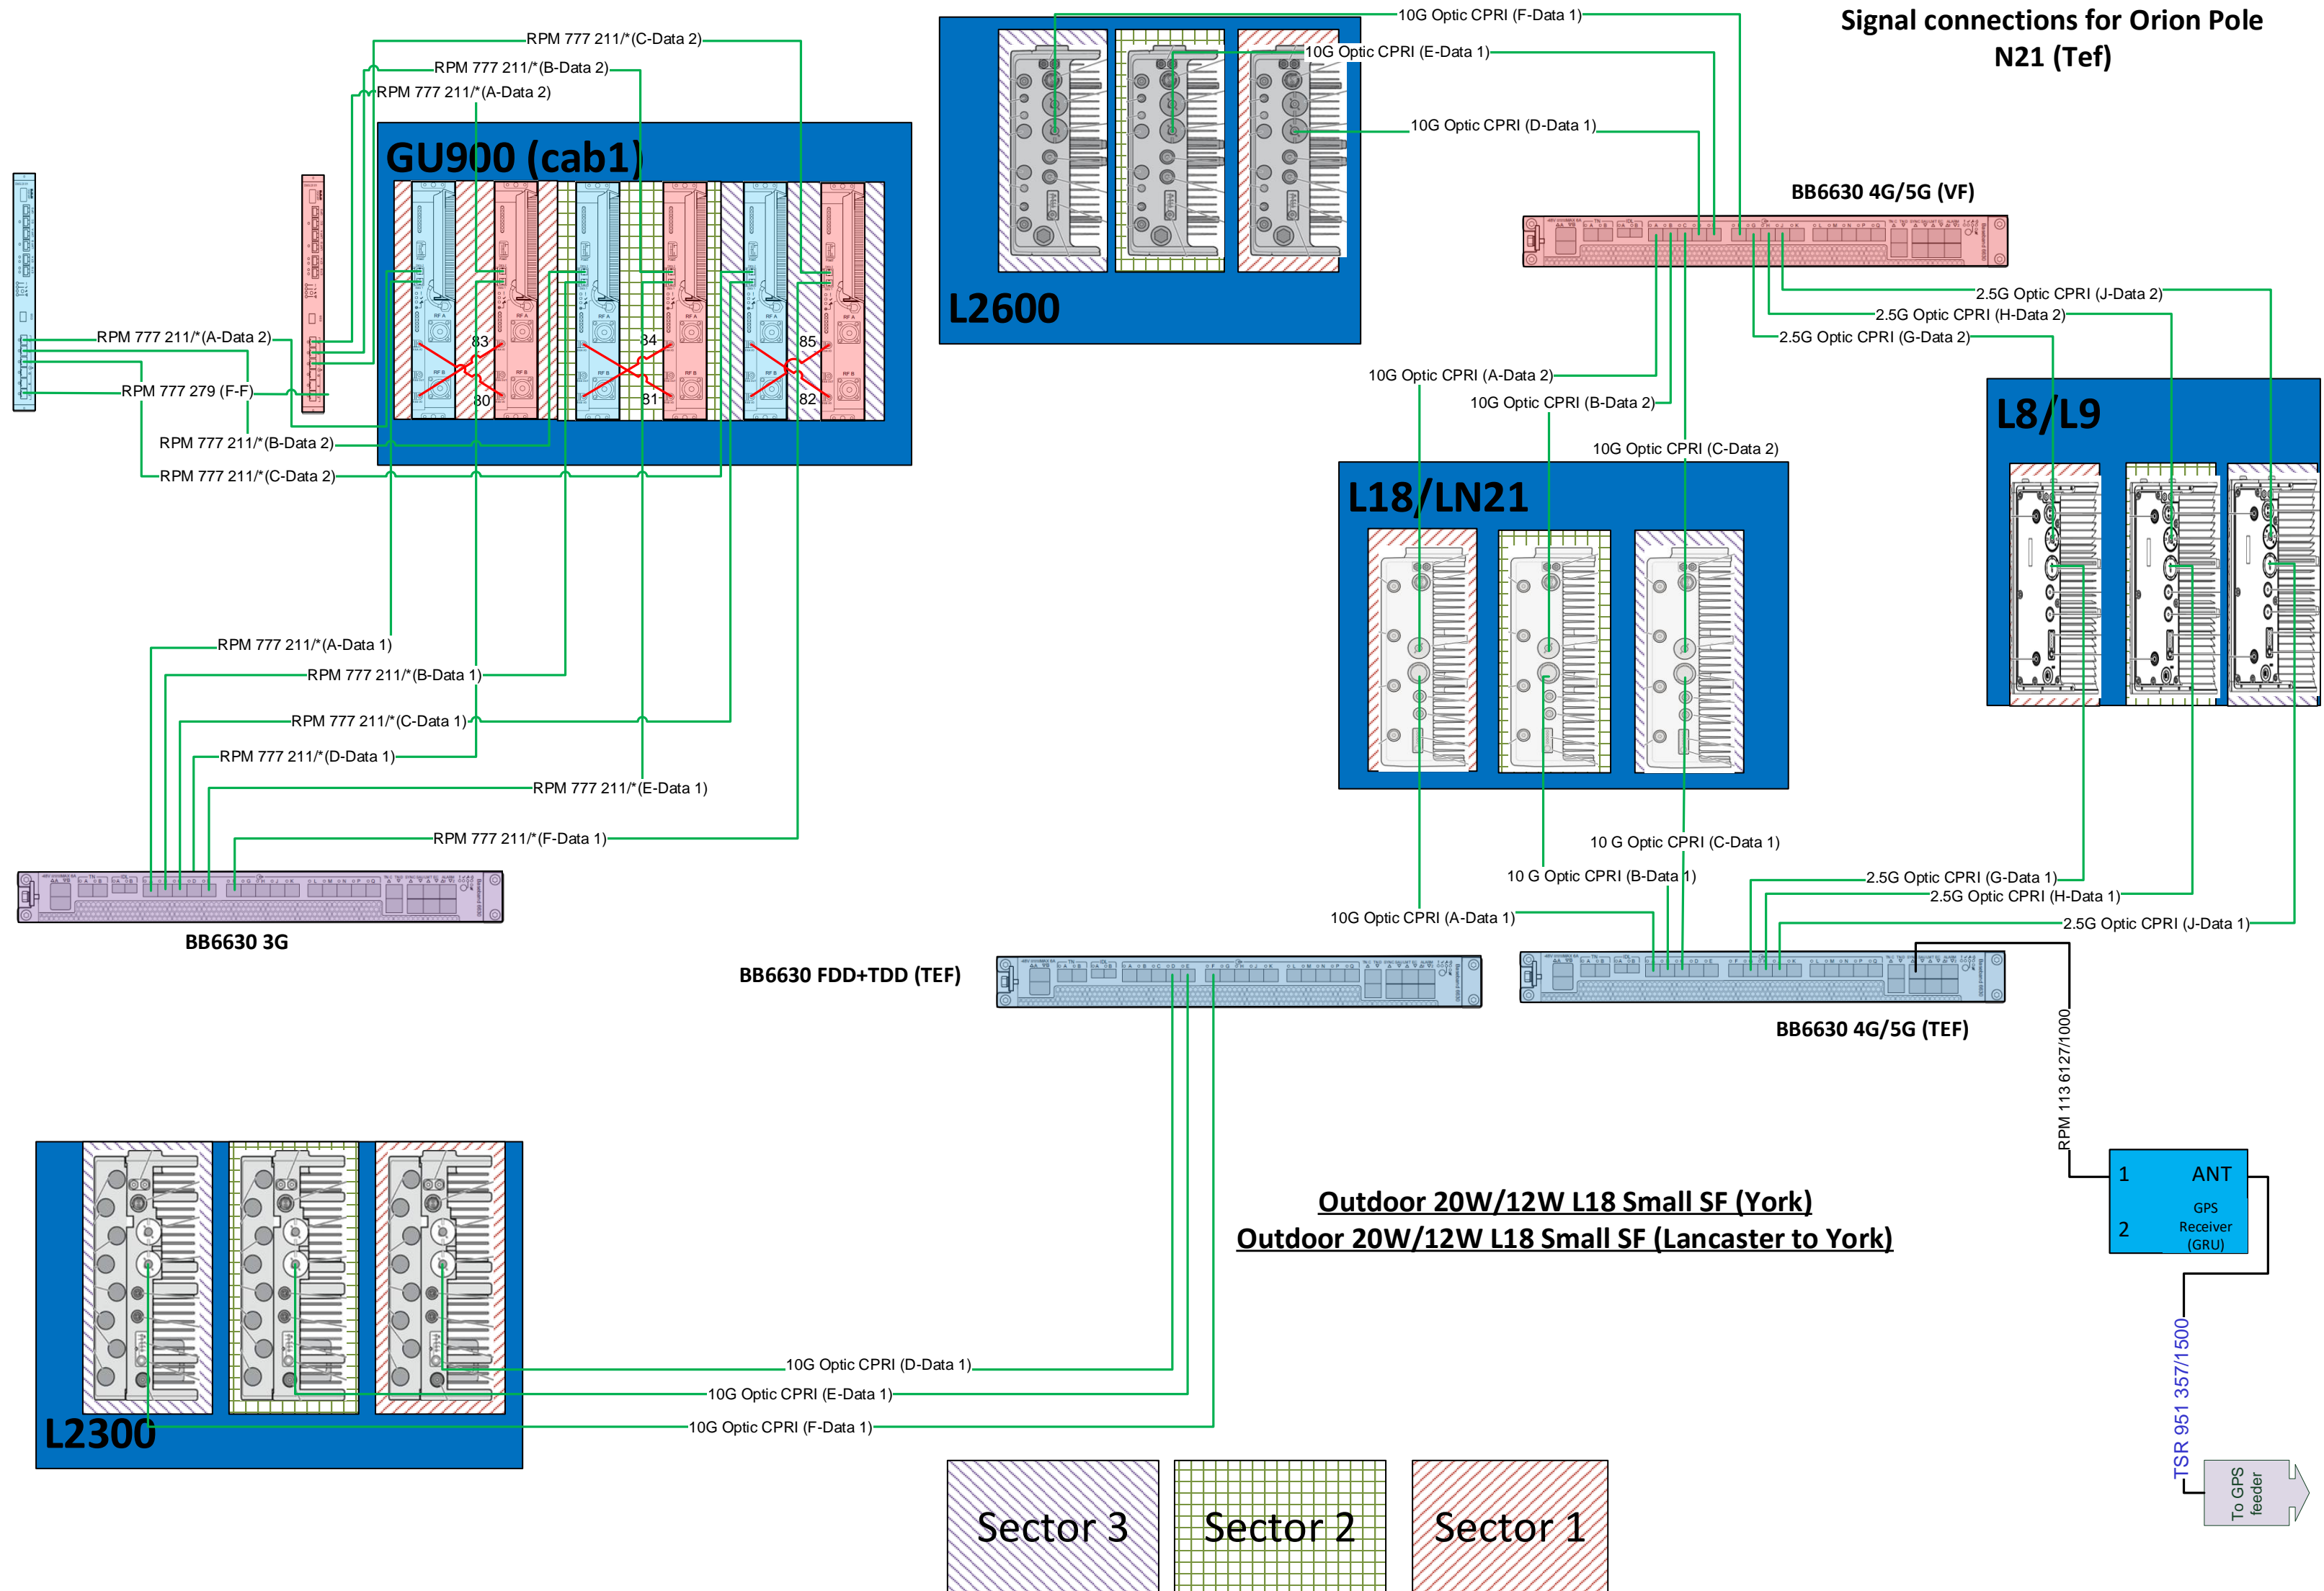 Signal connections for Orion Pole
N21 (Tef)
RPM 777 211/*(C-Data 2)
RPM 777 211/*(B-Data 2)
RPM 777 211/*(A-Data 2)
GU900 (cab1)
RF A
RF A
RF A
RF A
RF A
RF A
RF B
RF B
RF B
RF B
RF B
RF B
83
84
85
80
81
82
RPM 777 211/*(A-Data 2)
RPM 777 279 (F-F)
RPM 777 211/*(B-Data 2)
RPM 777 211/*(C-Data 2)
RPM 777 211/*(A-Data 1)
RPM 777 211/*(B-Data 1)
RPM 777 211/*(C-Data 1)
RPM 777 211/*(D-Data 1)
RPM 777 211/*(E-Data 1)
RPM 777 211/*(F-Data 1)
BB6630 3G
10G Optic CPRI (F-Data 1)
10G Optic CPRI (E-Data 1)
10G Optic CPRI (D-Data 1)
L2600
BB6630 4G/5G (VF)
2.5G Optic CPRI (J-Data 2)
2.5G Optic CPRI (H-Data 2)
2.5G Optic CPRI (G-Data 2)
10G Optic CPRI (A-Data 2)
10G Optic CPRI (B-Data 2)
10G Optic CPRI (C-Data 2)
L8/L9
L18/LN21
10 G Optic CPRI (C-Data 1)
10 G Optic CPRI (B-Data 1)
10G Optic CPRI (A-Data 1)
2.5G Optic CPRI (G-Data 1)
2.5G Optic CPRI (H-Data 1)
2.5G Optic CPRI (J-Data 1)
BB6630 FDD+TDD (TEF)
BB6630 4G/5G (TEF)
RPM 113 6127/1000
1
ANT
2
GPS
Receiver
(GRU)
TSR 951 357/1500
To GPS
feeder
Outdoor 20W/12W L18 Small SF (York)
Outdoor 20W/12W L18 Small SF (Lancaster to York)
L2300
10G Optic CPRI (D-Data 1)
10G Optic CPRI (E-Data 1)
10G Optic CPRI (F-Data 1)
Sector 3
Sector 2
Sector 1